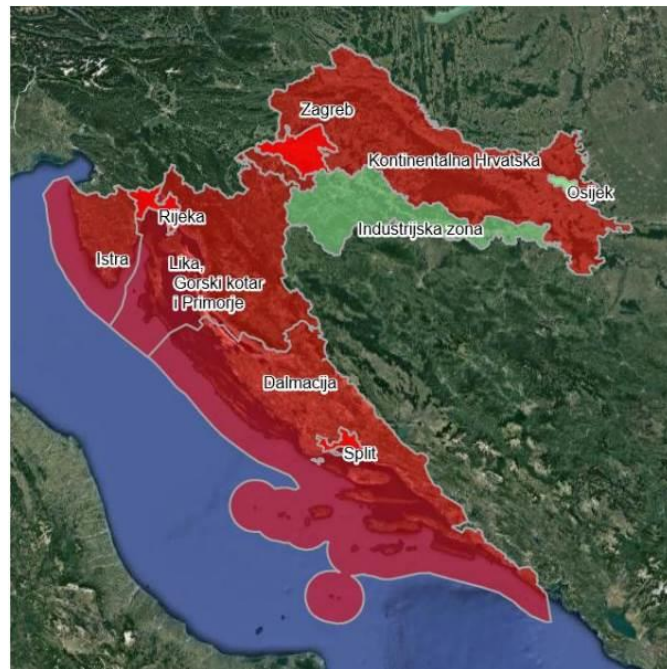 Zagreb
Kontinentalna Hrvatska
Osijek
Rijeka
Industrijska zona
Istra
Lika,
Gorski kotar
i Primorje
Dalmacija
Split